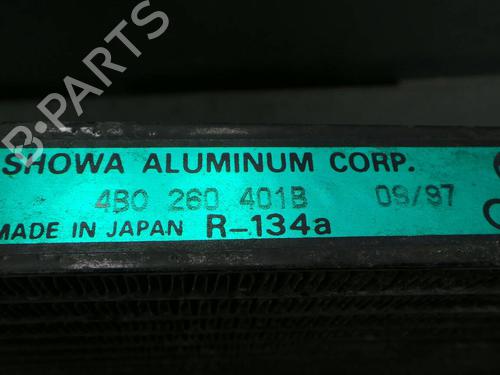 B-PARTS
SHOWA ALUMINUM CORP.
4B0 260 401B 09/97
MADE IN JAPAN R-134a